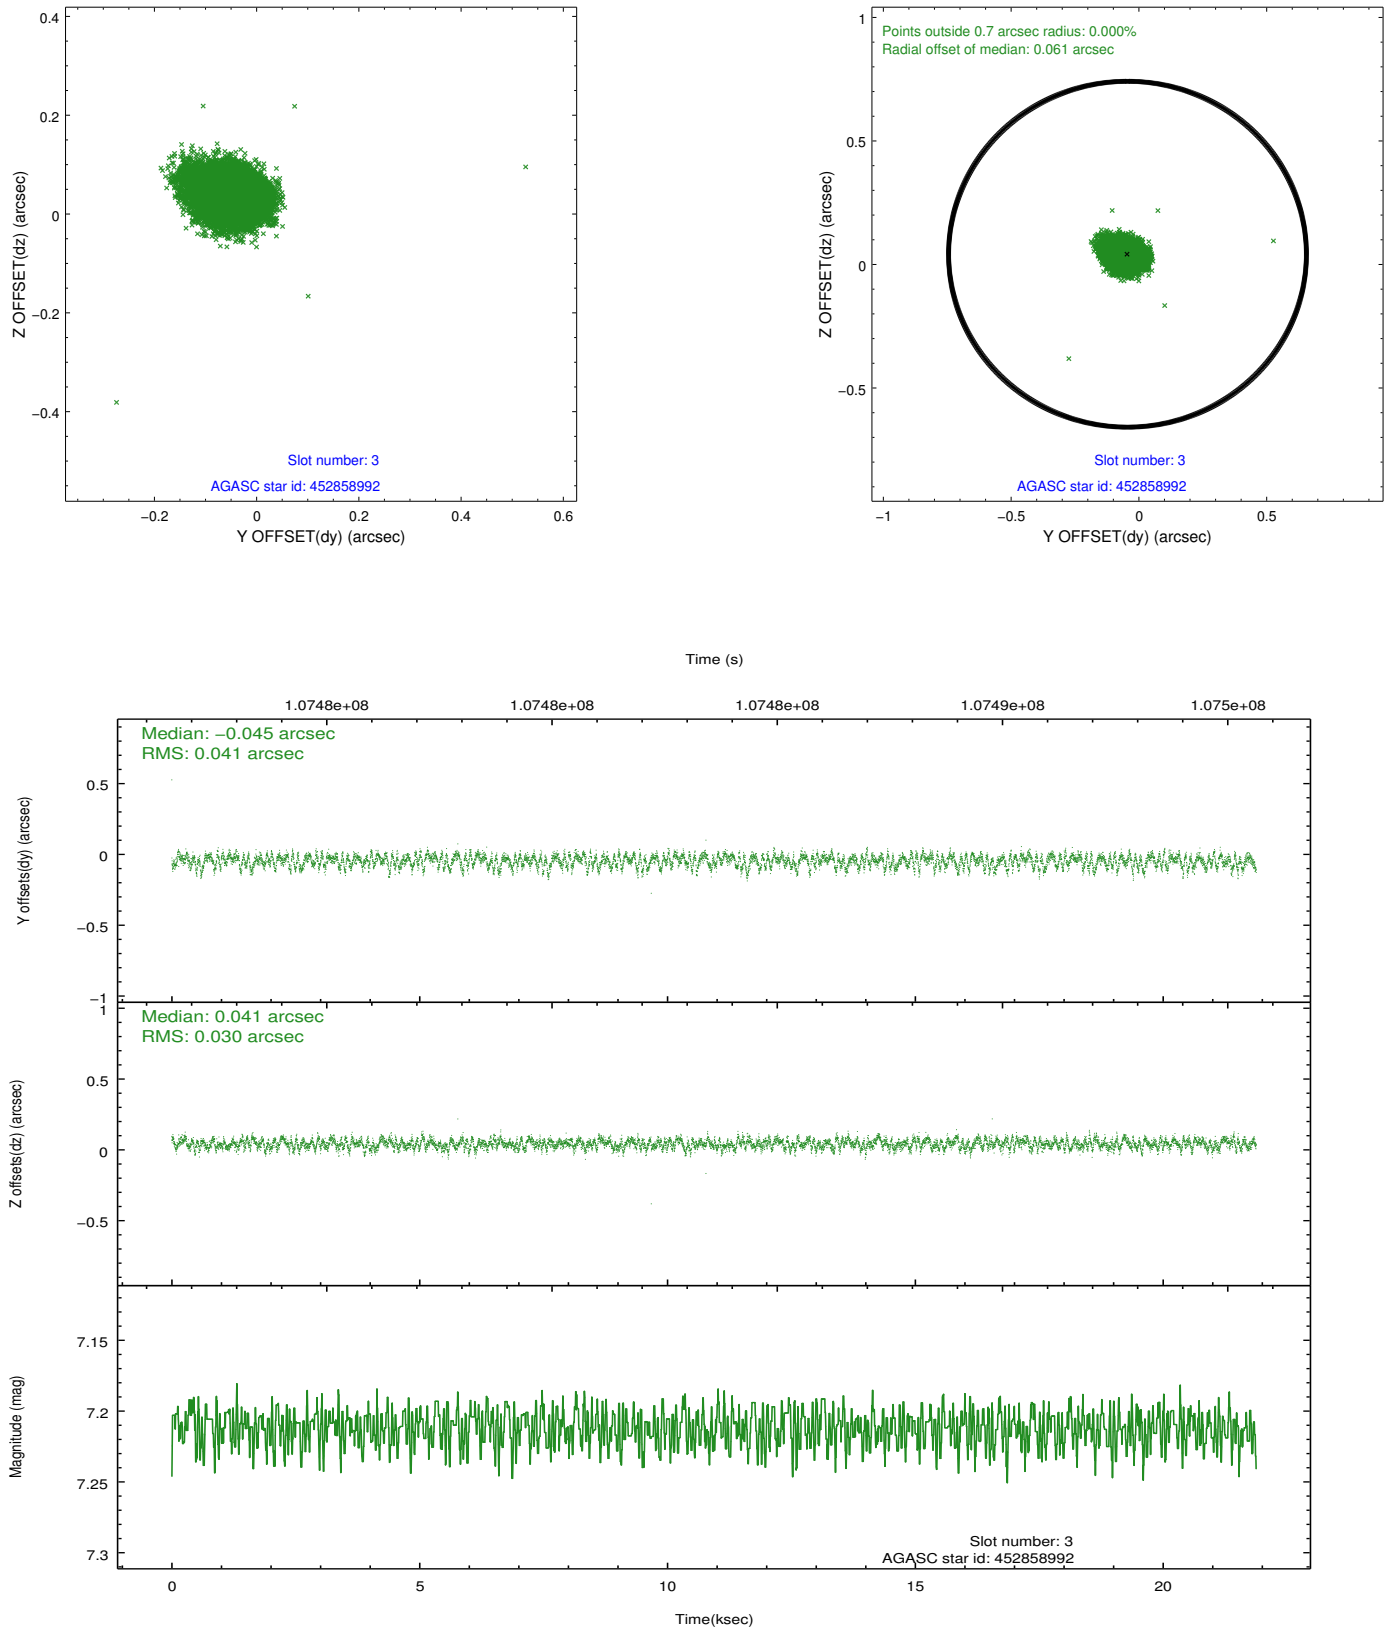 0.4
0.2
0
−0.2
−0.4
Z OFFSET(dz) (arcsec)
Slot number: 3
AGASC star id: 452858992
−0.2
0
0.2
0.4
0.6
Y OFFSET(dy) (arcsec)
Points outside 0.7 arcsec radius: 0.000%
Radial offset of median: 0.061 arcsec
1
0.5
0
−0.5
Z OFFSET(dz) (arcsec)
Slot number: 3
AGASC star id: 452858992
−1
−0.5
0
0.5
Y OFFSET(dy) (arcsec)
Time (s)
1.0748e+08
1.0748e+08
1.0748e+08
1.0749e+08
1.075e+08
Median: −0.045 arcsec
RMS: 0.041 arcsec
0.5
0
−0.5
−1
Y offsets(dy) (arcsec)
Median: 0.041 arcsec
RMS: 0.030 arcsec
1
0.5
0
−0.5
Z offsets(dz) (arcsec)
7.15
7.2
7.25
7.3
Magnitude (mag)
Slot number: 3
AGASC star id: 452858992
0
5
10
15
20
Time(ksec)